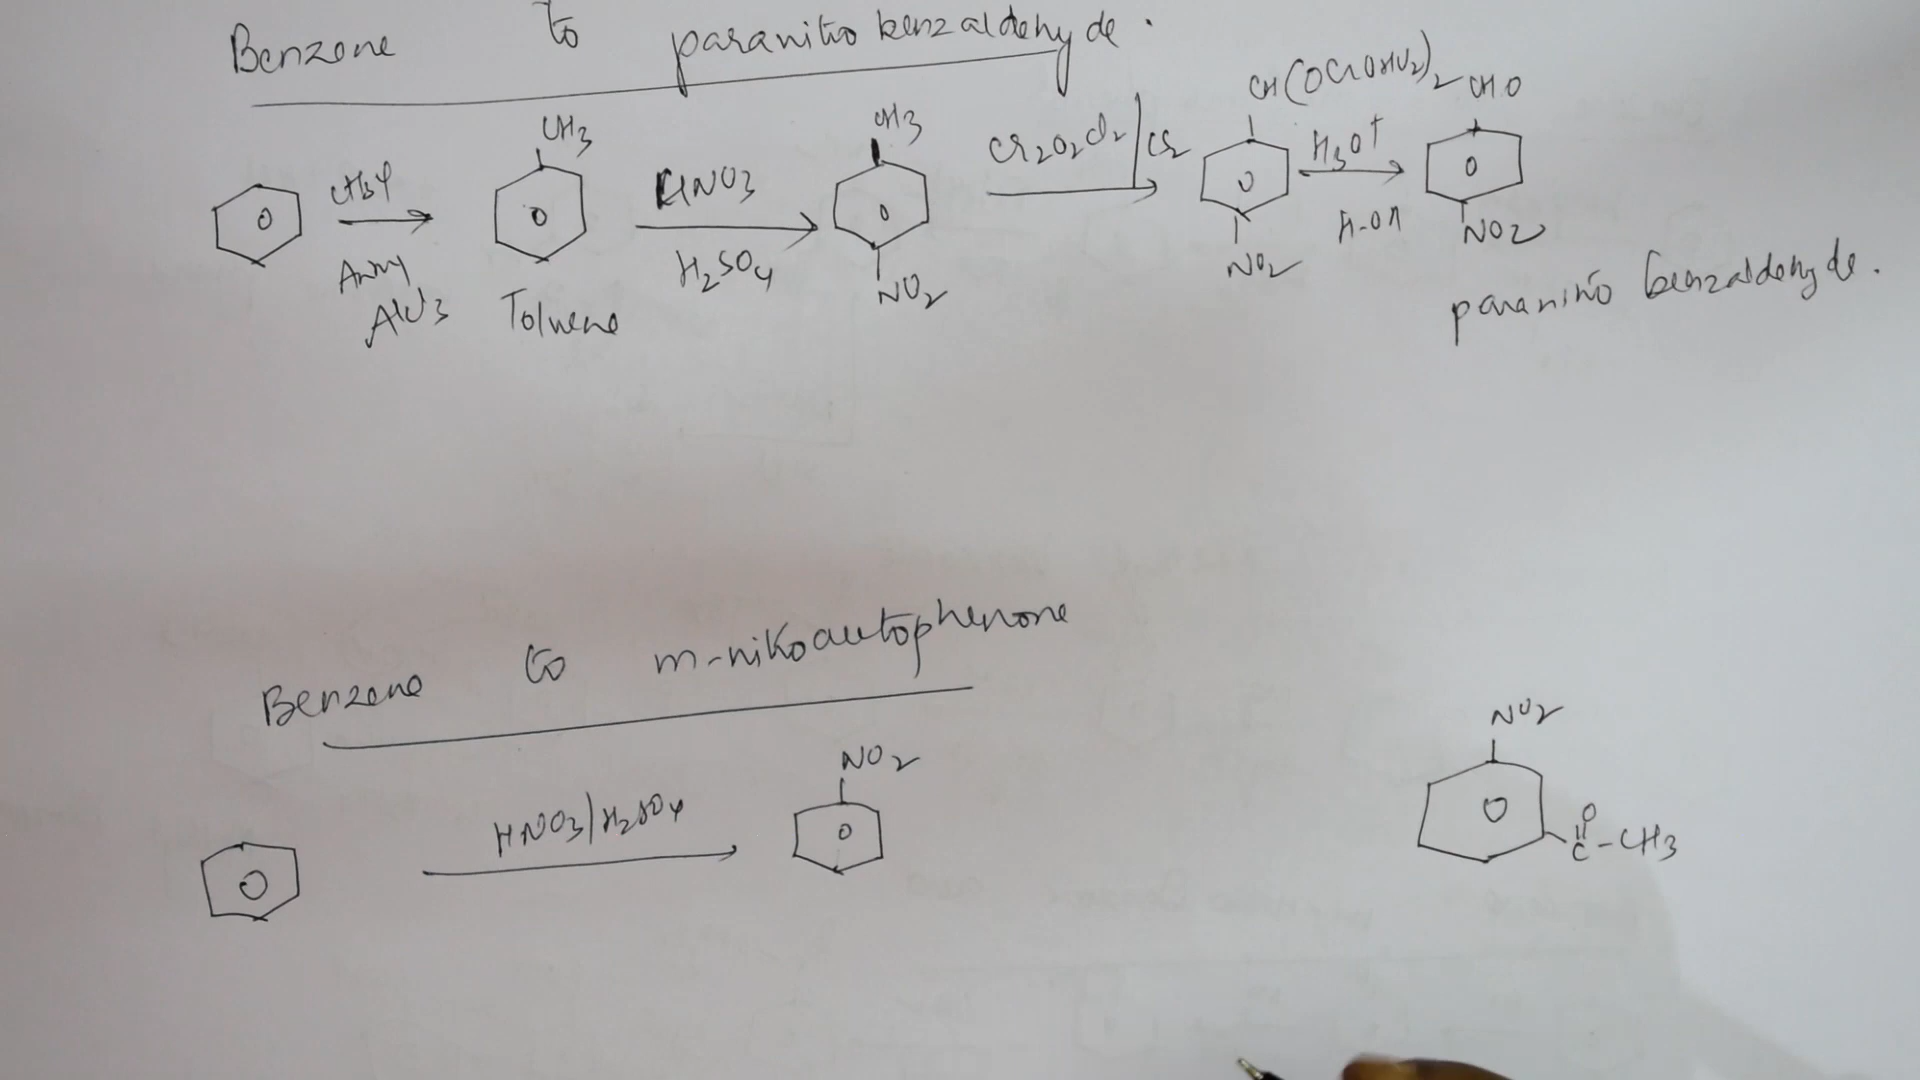 Benzene to paranitro benzaldehyde.
CH3 CH3 CH(OCrOHCl2)2 CHO
CH3Cl HNO3 Cr2O2Cl2/CS2 H3O+
Anhy H2SO4 H-OH
AlCl3 Toluene NO2 NO2 NO2
paranitro benzaldehyde.
Benzene to m-nitroacetophenone
NO2 NO2
HNO3/H2SO4
O
C-CH3